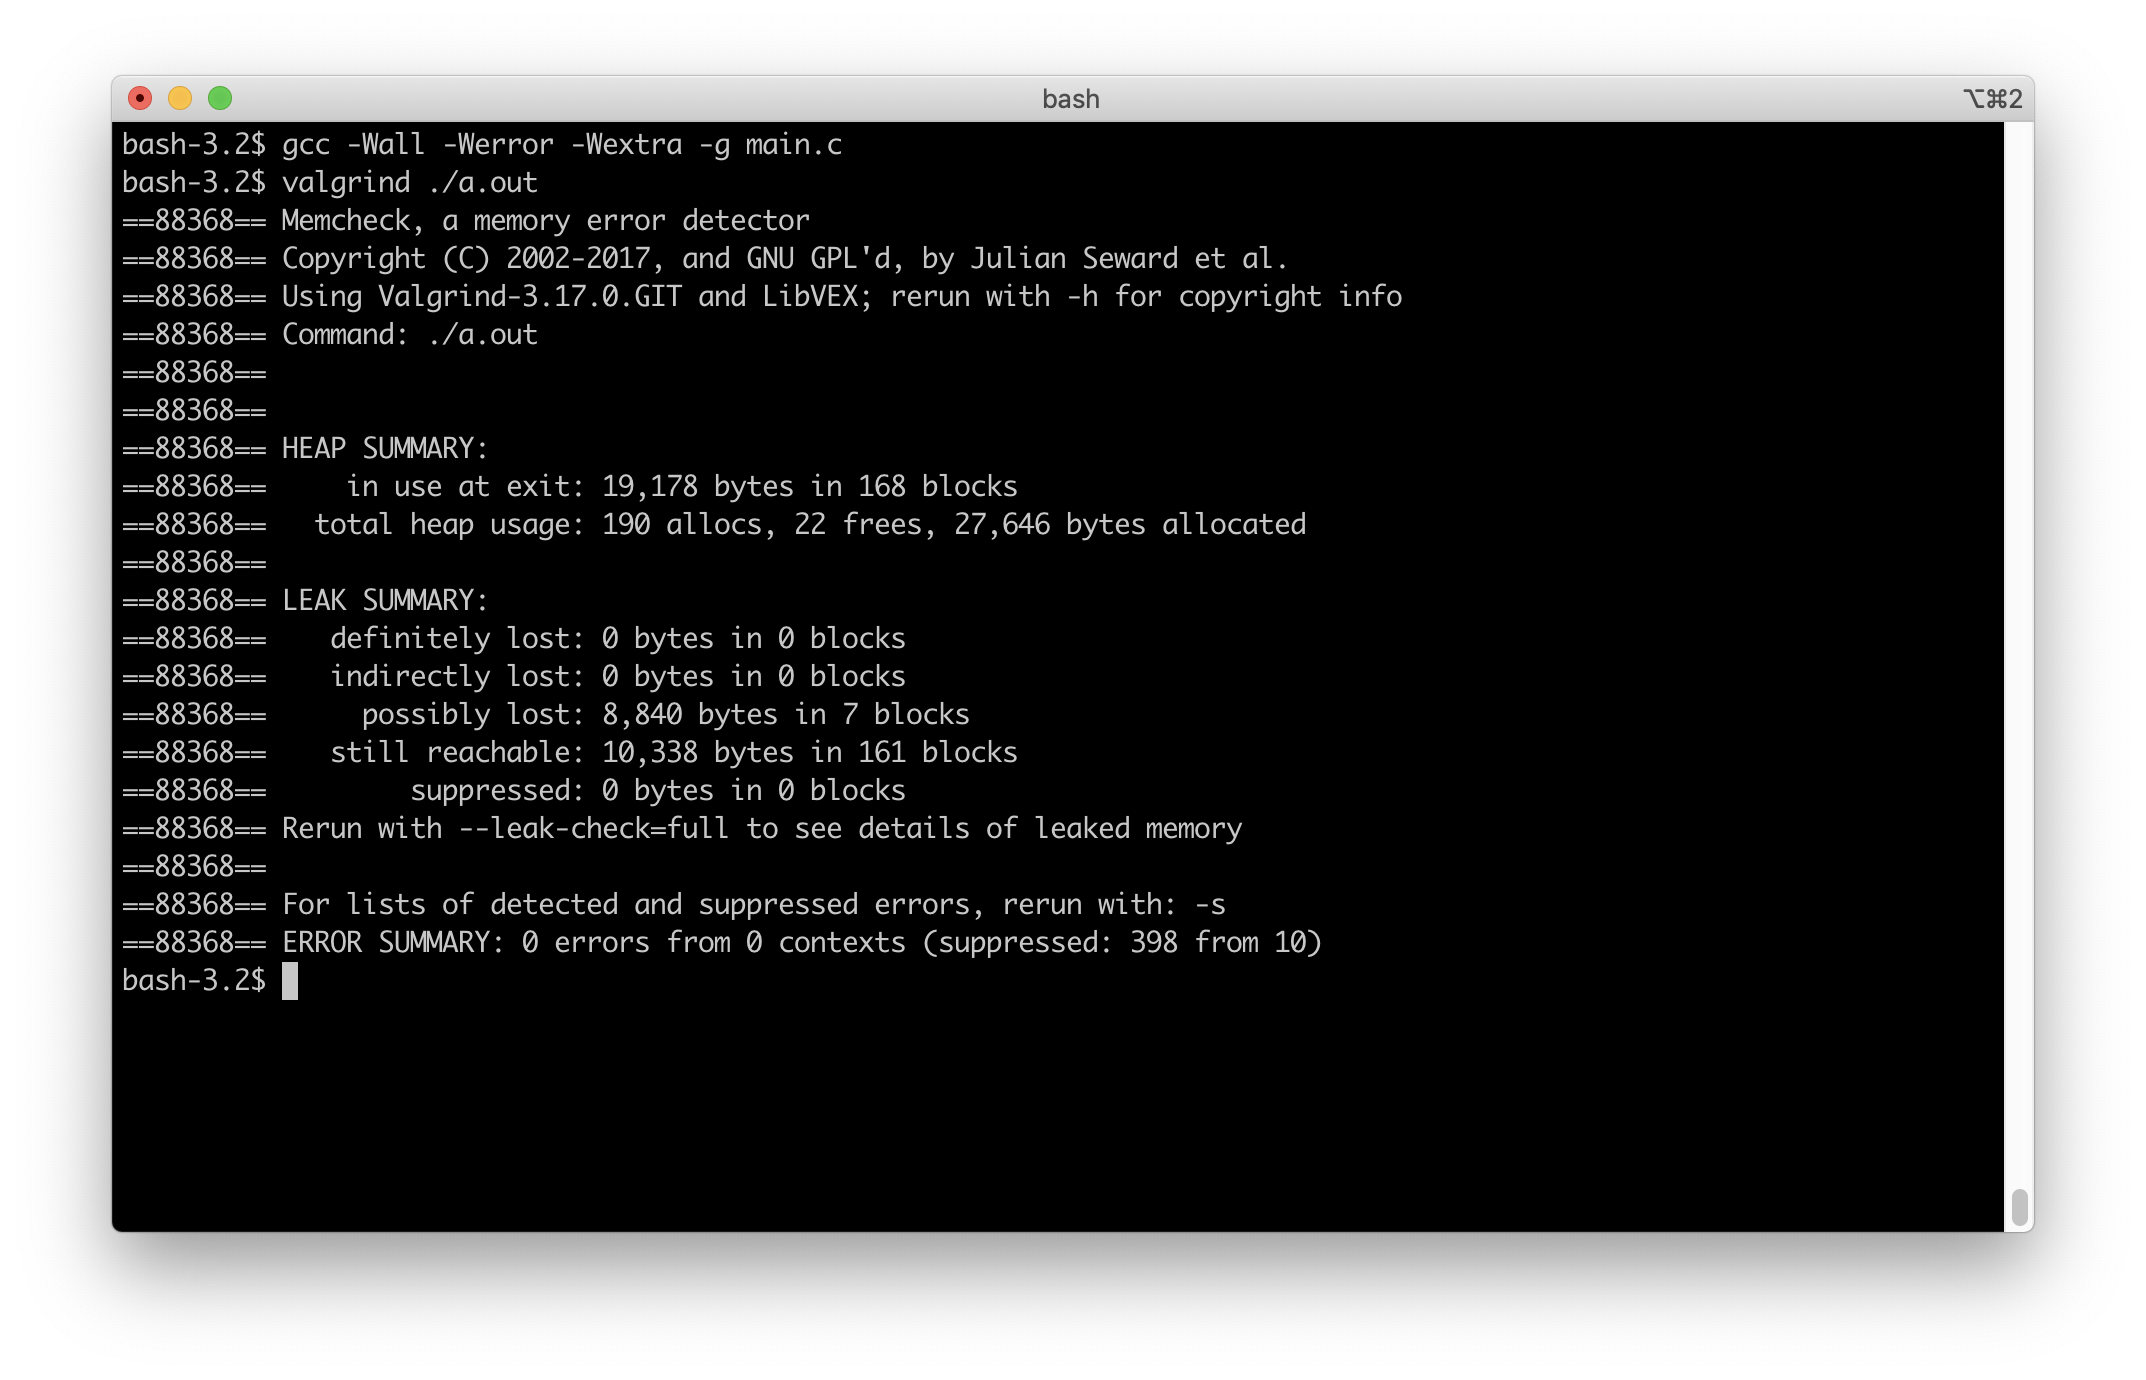 bash
⌥⌘2
bash-3.2$ gcc -Wall -Werror -Wextra -g main.c
bash-3.2$ valgrind ./a.out
==88368== Memcheck, a memory error detector
==88368== Copyright (C) 2002-2017, and GNU GPL'd, by Julian Seward et al.
==88368== Using Valgrind-3.17.0.GIT and LibVEX; rerun with -h for copyright info
==88368== Command: ./a.out
==88368==
==88368==
==88368== HEAP SUMMARY:
==88368==     in use at exit: 19,178 bytes in 168 blocks
==88368==   total heap usage: 190 allocs, 22 frees, 27,646 bytes allocated
==88368==
==88368== LEAK SUMMARY:
==88368==    definitely lost: 0 bytes in 0 blocks
==88368==    indirectly lost: 0 bytes in 0 blocks
==88368==      possibly lost: 8,840 bytes in 7 blocks
==88368==    still reachable: 10,338 bytes in 161 blocks
==88368==         suppressed: 0 bytes in 0 blocks
==88368== Rerun with --leak-check=full to see details of leaked memory
==88368==
==88368== For lists of detected and suppressed errors, rerun with: -s
==88368== ERROR SUMMARY: 0 errors from 0 contexts (suppressed: 398 from 10)
bash-3.2$